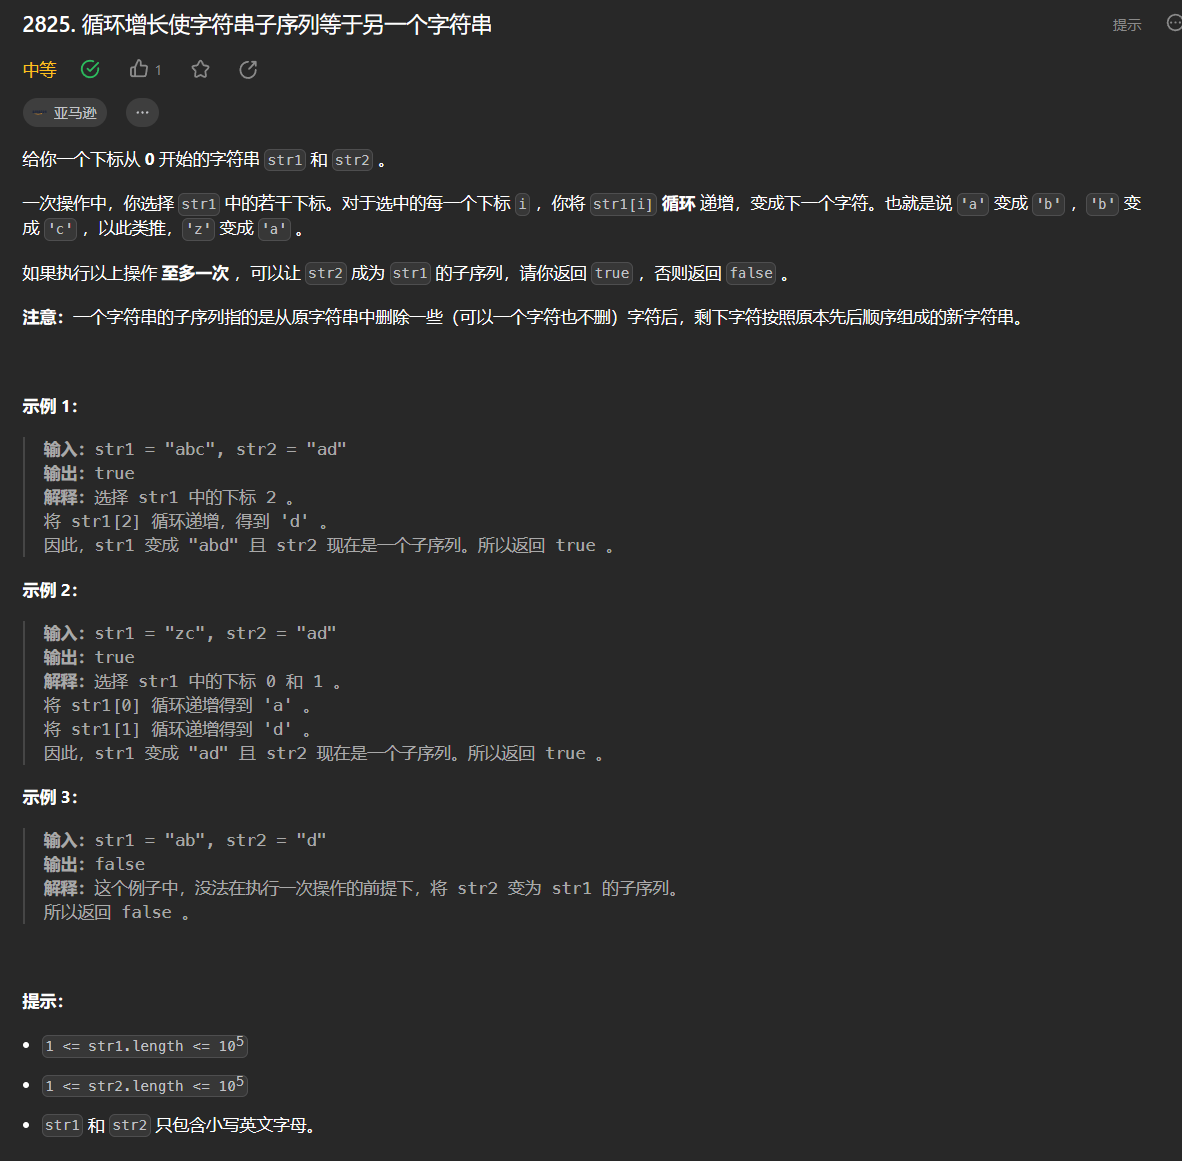 2825. 循环增长使字符串子序列等于另一个字符串
提示
中等
1
亚马逊
给你一个下标从 0 开始的字符串 str1 和 str2 。
一次操作中，你选择 str1 中的若干下标。对于选中的每一个下标 i ，你将 str1[i] 循环 递增，变成下一个字符。也就是说 'a' 变成 'b' ，'b' 变
成 'c' ，以此类推，'z' 变成 'a' 。
如果执行以上操作 至多一次 ，可以让 str2 成为 str1 的子序列，请你返回 true ，否则返回 false 。
注意：一个字符串的子序列指的是从原字符串中删除一些（可以一个字符也不删）字符后，剩下字符按照原本先后顺序组成的新字符串。
示例 1：
输入：str1 = "abc", str2 = "ad"
输出：true
解释：选择 str1 中的下标 2 。
将 str1[2] 循环递增，得到 'd' 。
因此，str1 变成 "abd" 且 str2 现在是一个子序列。所以返回 true 。
示例 2：
输入：str1 = "zc", str2 = "ad"
输出：true
解释：选择 str1 中的下标 0 和 1 。
将 str1[0] 循环递增得到 'a' 。
将 str1[1] 循环递增得到 'd' 。
因此，str1 变成 "ad" 且 str2 现在是一个子序列。所以返回 true 。
示例 3：
输入：str1 = "ab", str2 = "d"
输出：false
解释：这个例子中，没法在执行一次操作的前提下，将 str2 变为 str1 的子序列。
所以返回 false 。
提示：
• 1 <= str1.length <= 10⁵
• 1 <= str2.length <= 10⁵
• str1 和 str2 只包含小写英文字母。